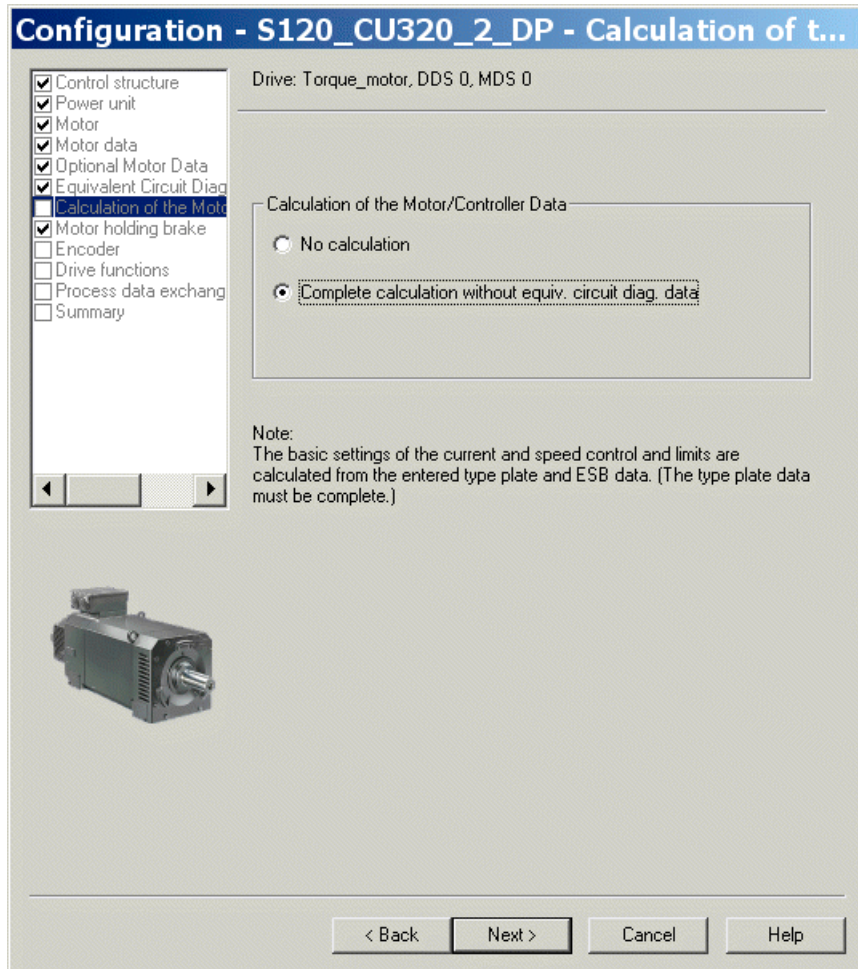 Configuration - S120_CU320_2_DP - Calculation of t...
Control structure
Power unit
Motor
Motor data
Optional Motor Data
Equivalent Circuit Diag
Calculation of the Moto
Motor holding brake
Encoder
Drive functions
Process data exchang
Summary
Drive: Torque_motor, DDS 0, MDS 0
Calculation of the Motor/Controller Data
No calculation
Complete calculation without equiv. circuit diag. data
Note:
The basic settings of the current and speed control and limits are
calculated from the entered type plate and ESB data. (The type plate data
must be complete.)
< Back
Next >
Cancel
Help